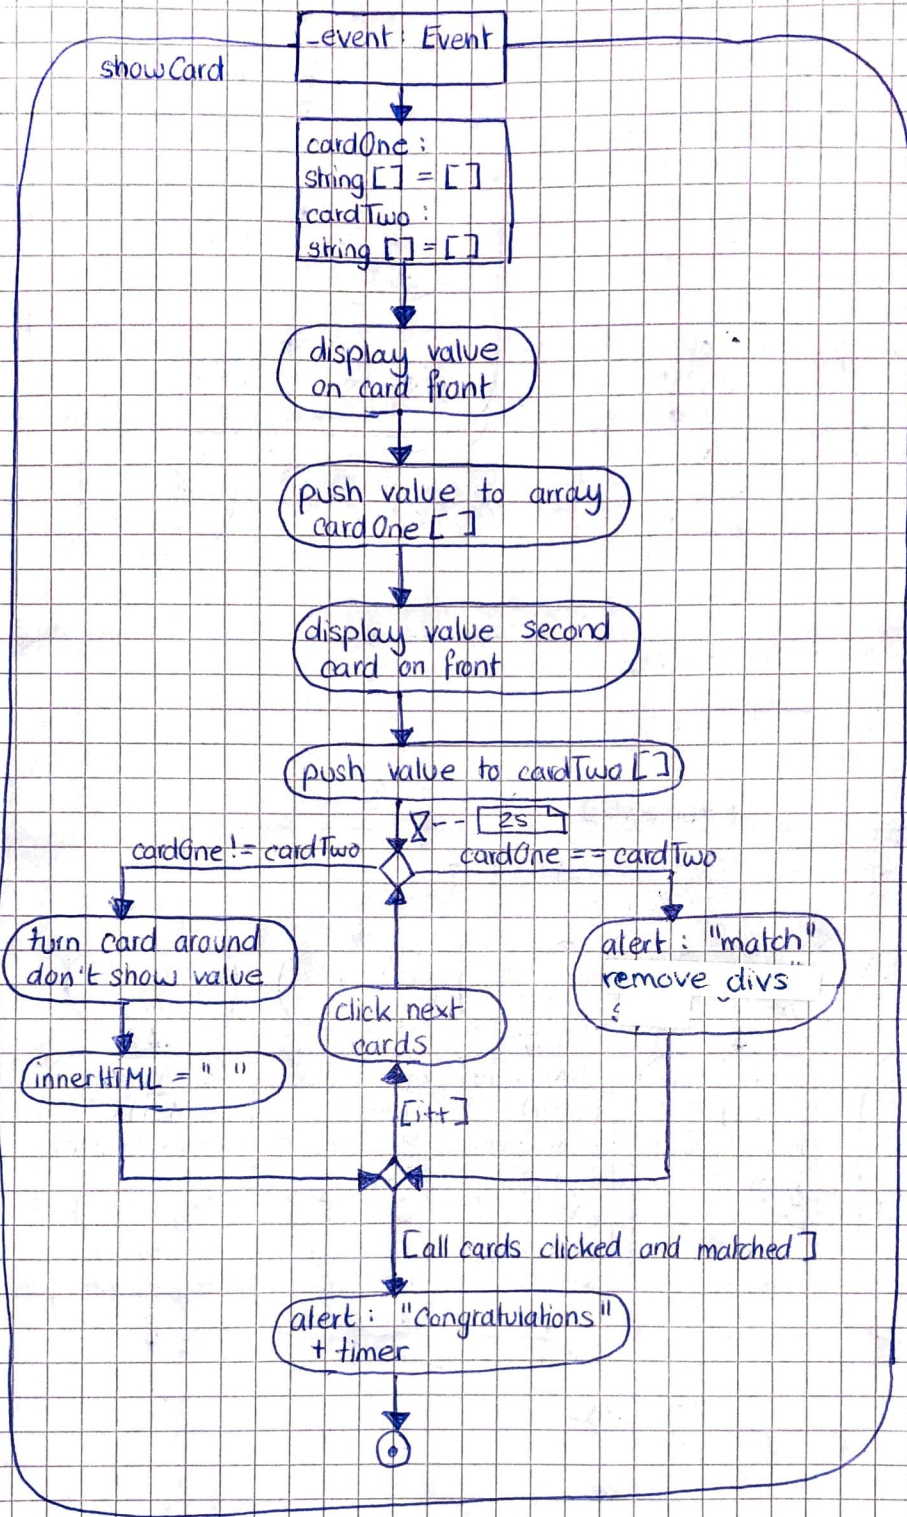 _event: Event
showCard
cardOne:
string [] = []
cardTwo:
string [] = []
display value
on card front
push value to array
cardOne []
display value second
card on front
push value to cardTwo []
2s
cardOne != cardTwo
cardOne == cardTwo
turn card around
don't show value
alert: "match"
remove divs
click next
cards
innerHTML = " "
[i++]
[all cards clicked and matched]
alert: "Congratulations"
+ timer